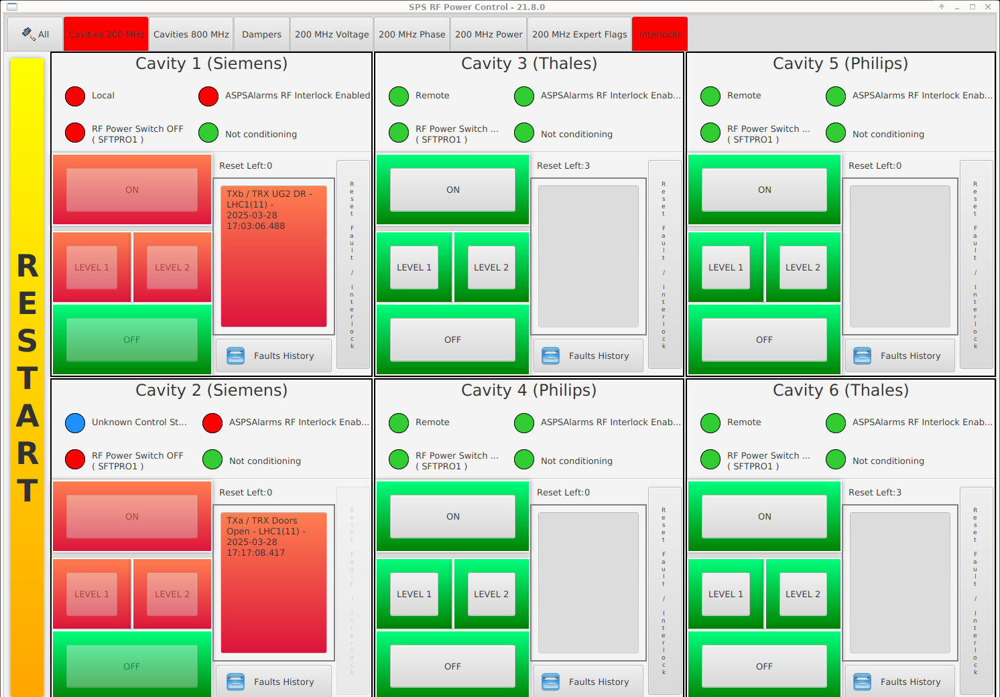 SPS RF Power Control - 21.8.0
All
Cavities 200 MHz
Cavities 800 MHz
Dampers
200 MHz Voltage
200 MHz Phase
200 MHz Power
200 MHz Expert Flags
Interlocks
RESTART
Cavity 1 (Siemens)
Local
ASPSAlarms RF Interlock Enabled
RF Power Switch OFF
( SFTPRO1 )
Not conditioning
ON
LEVEL 1
LEVEL 2
OFF
Reset Left:0
TXb / TRX UG2 DR -
LHC1(11) -
2025-03-28
17:03:06.488
Faults History
Reset Fault / Interlock
Cavity 3 (Thales)
Remote
ASPSAlarms RF Interlock Enab...
RF Power Switch ...
( SFTPRO1 )
Not conditioning
ON
LEVEL 1
LEVEL 2
OFF
Reset Left:3
Faults History
Reset Fault / Interlock
Cavity 5 (Philips)
Remote
ASPSAlarms RF Interlock Enab...
RF Power Switch ...
( SFTPRO1 )
Not conditioning
ON
LEVEL 1
LEVEL 2
OFF
Reset Left:0
Faults History
Reset Fault / Interlock
Cavity 2 (Siemens)
Unknown Control St...
ASPSAlarms RF Interlock Enab...
RF Power Switch OFF
( SFTPRO1 )
Not conditioning
ON
LEVEL 1
LEVEL 2
OFF
Reset Left:0
TXa / TRX Doors
Open - LHC1(11) -
2025-03-28
17:17:08.417
Faults History
Reset Fault / Interlock
Cavity 4 (Philips)
Remote
ASPSAlarms RF Interlock Enab...
RF Power Switch ...
( SFTPRO1 )
Not conditioning
ON
LEVEL 1
LEVEL 2
OFF
Reset Left:0
Faults History
Reset Fault / Interlock
Cavity 6 (Thales)
Remote
ASPSAlarms RF Interlock Enab...
RF Power Switch ...
( SFTPRO1 )
Not conditioning
ON
LEVEL 1
LEVEL 2
OFF
Reset Left:3
Faults History
Reset Fault / Interlock